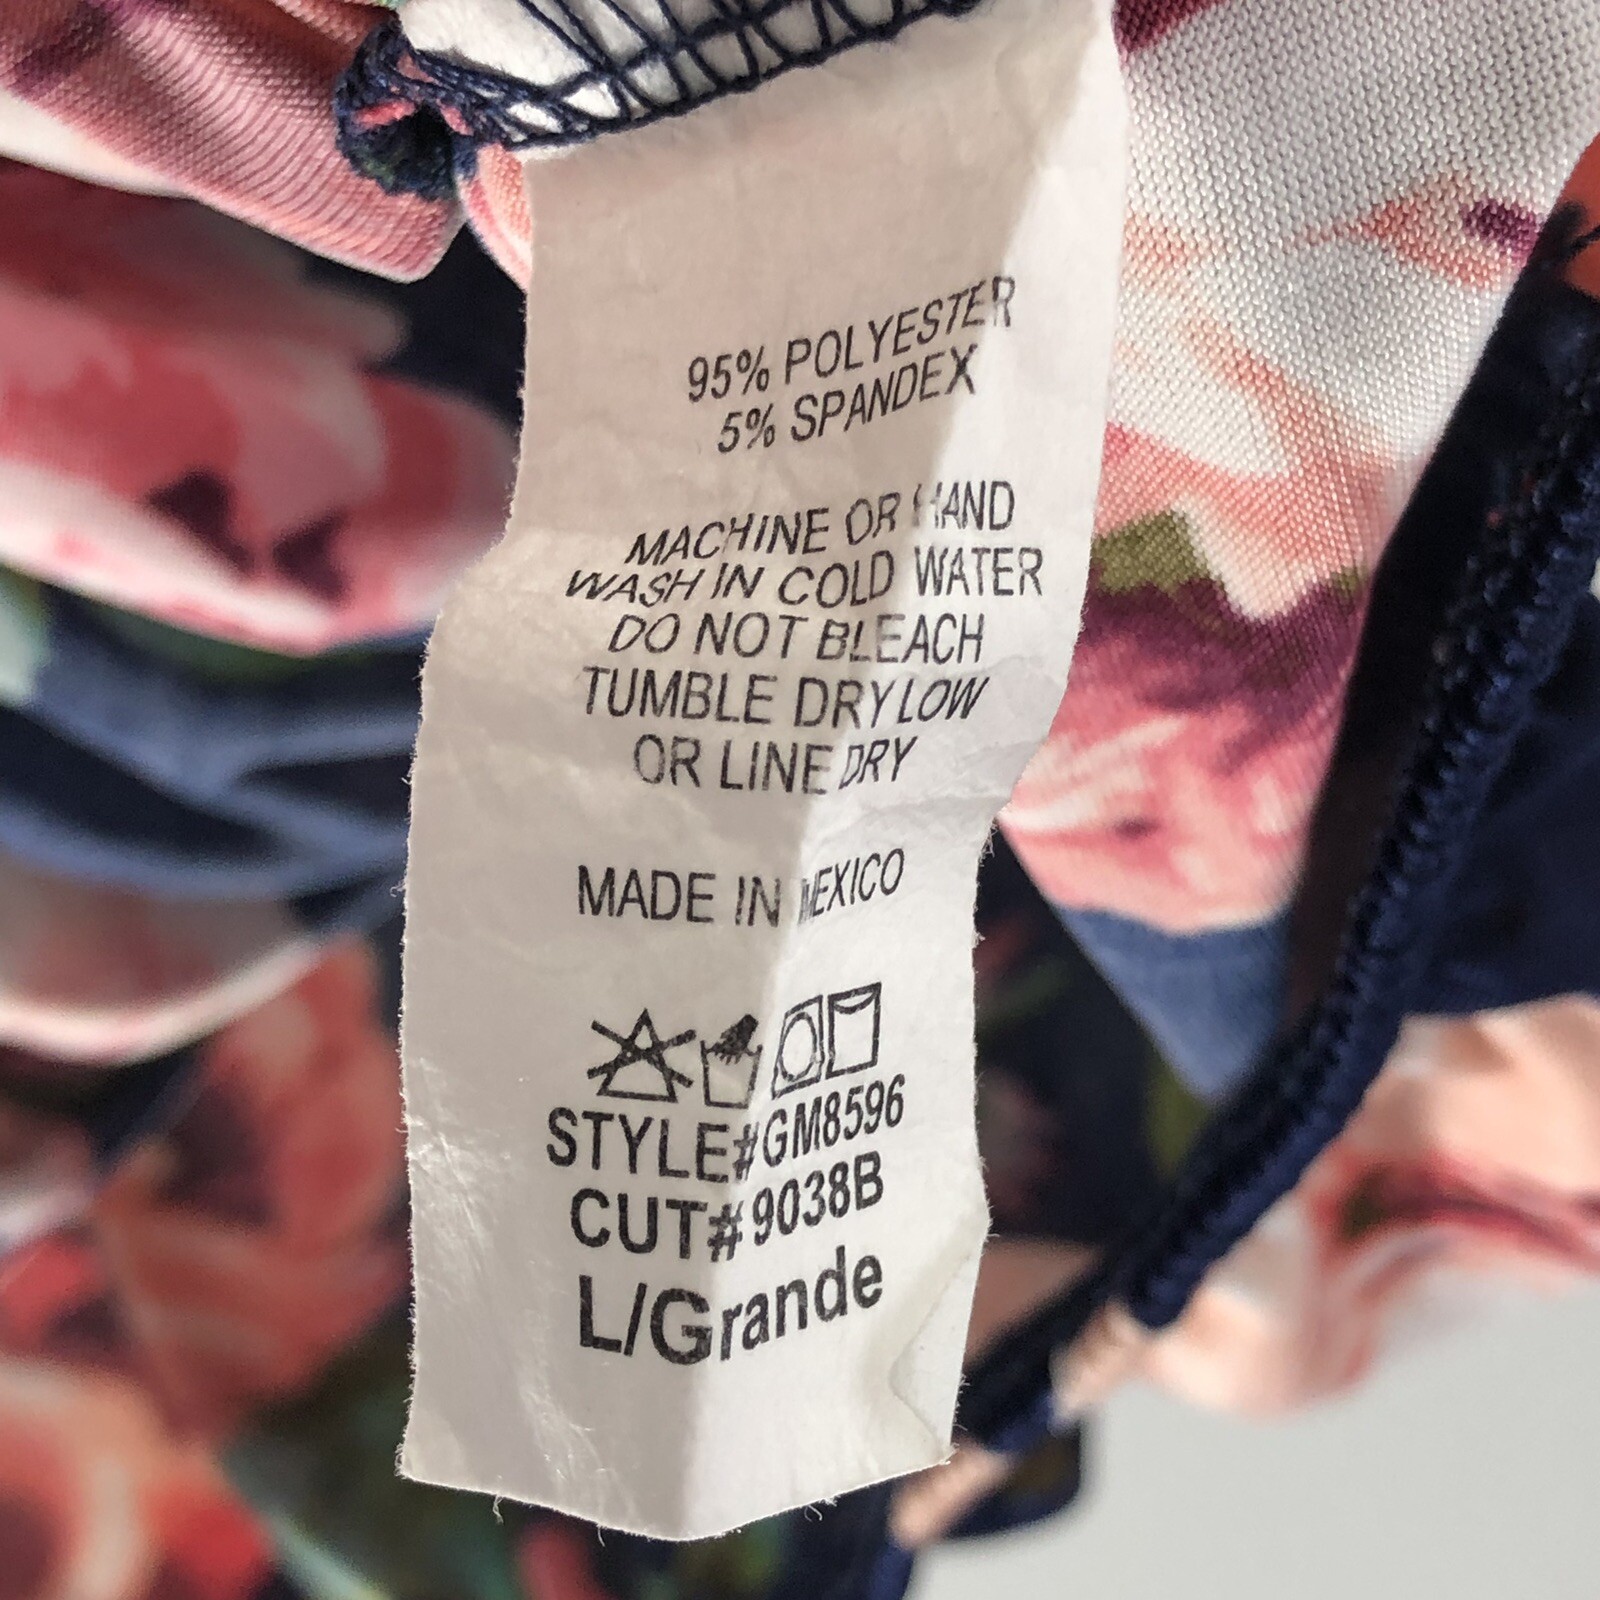 95% POLYESTER
5% SPANDEX
MACHINE OR HAND
WASH IN COLD WATER
DO NOT BLEACH
TUMBLE DRY LOW
OR LINE DRY
MADE IN MEXICO
STYLE#GM8596
CUT#9038B
L/Grande